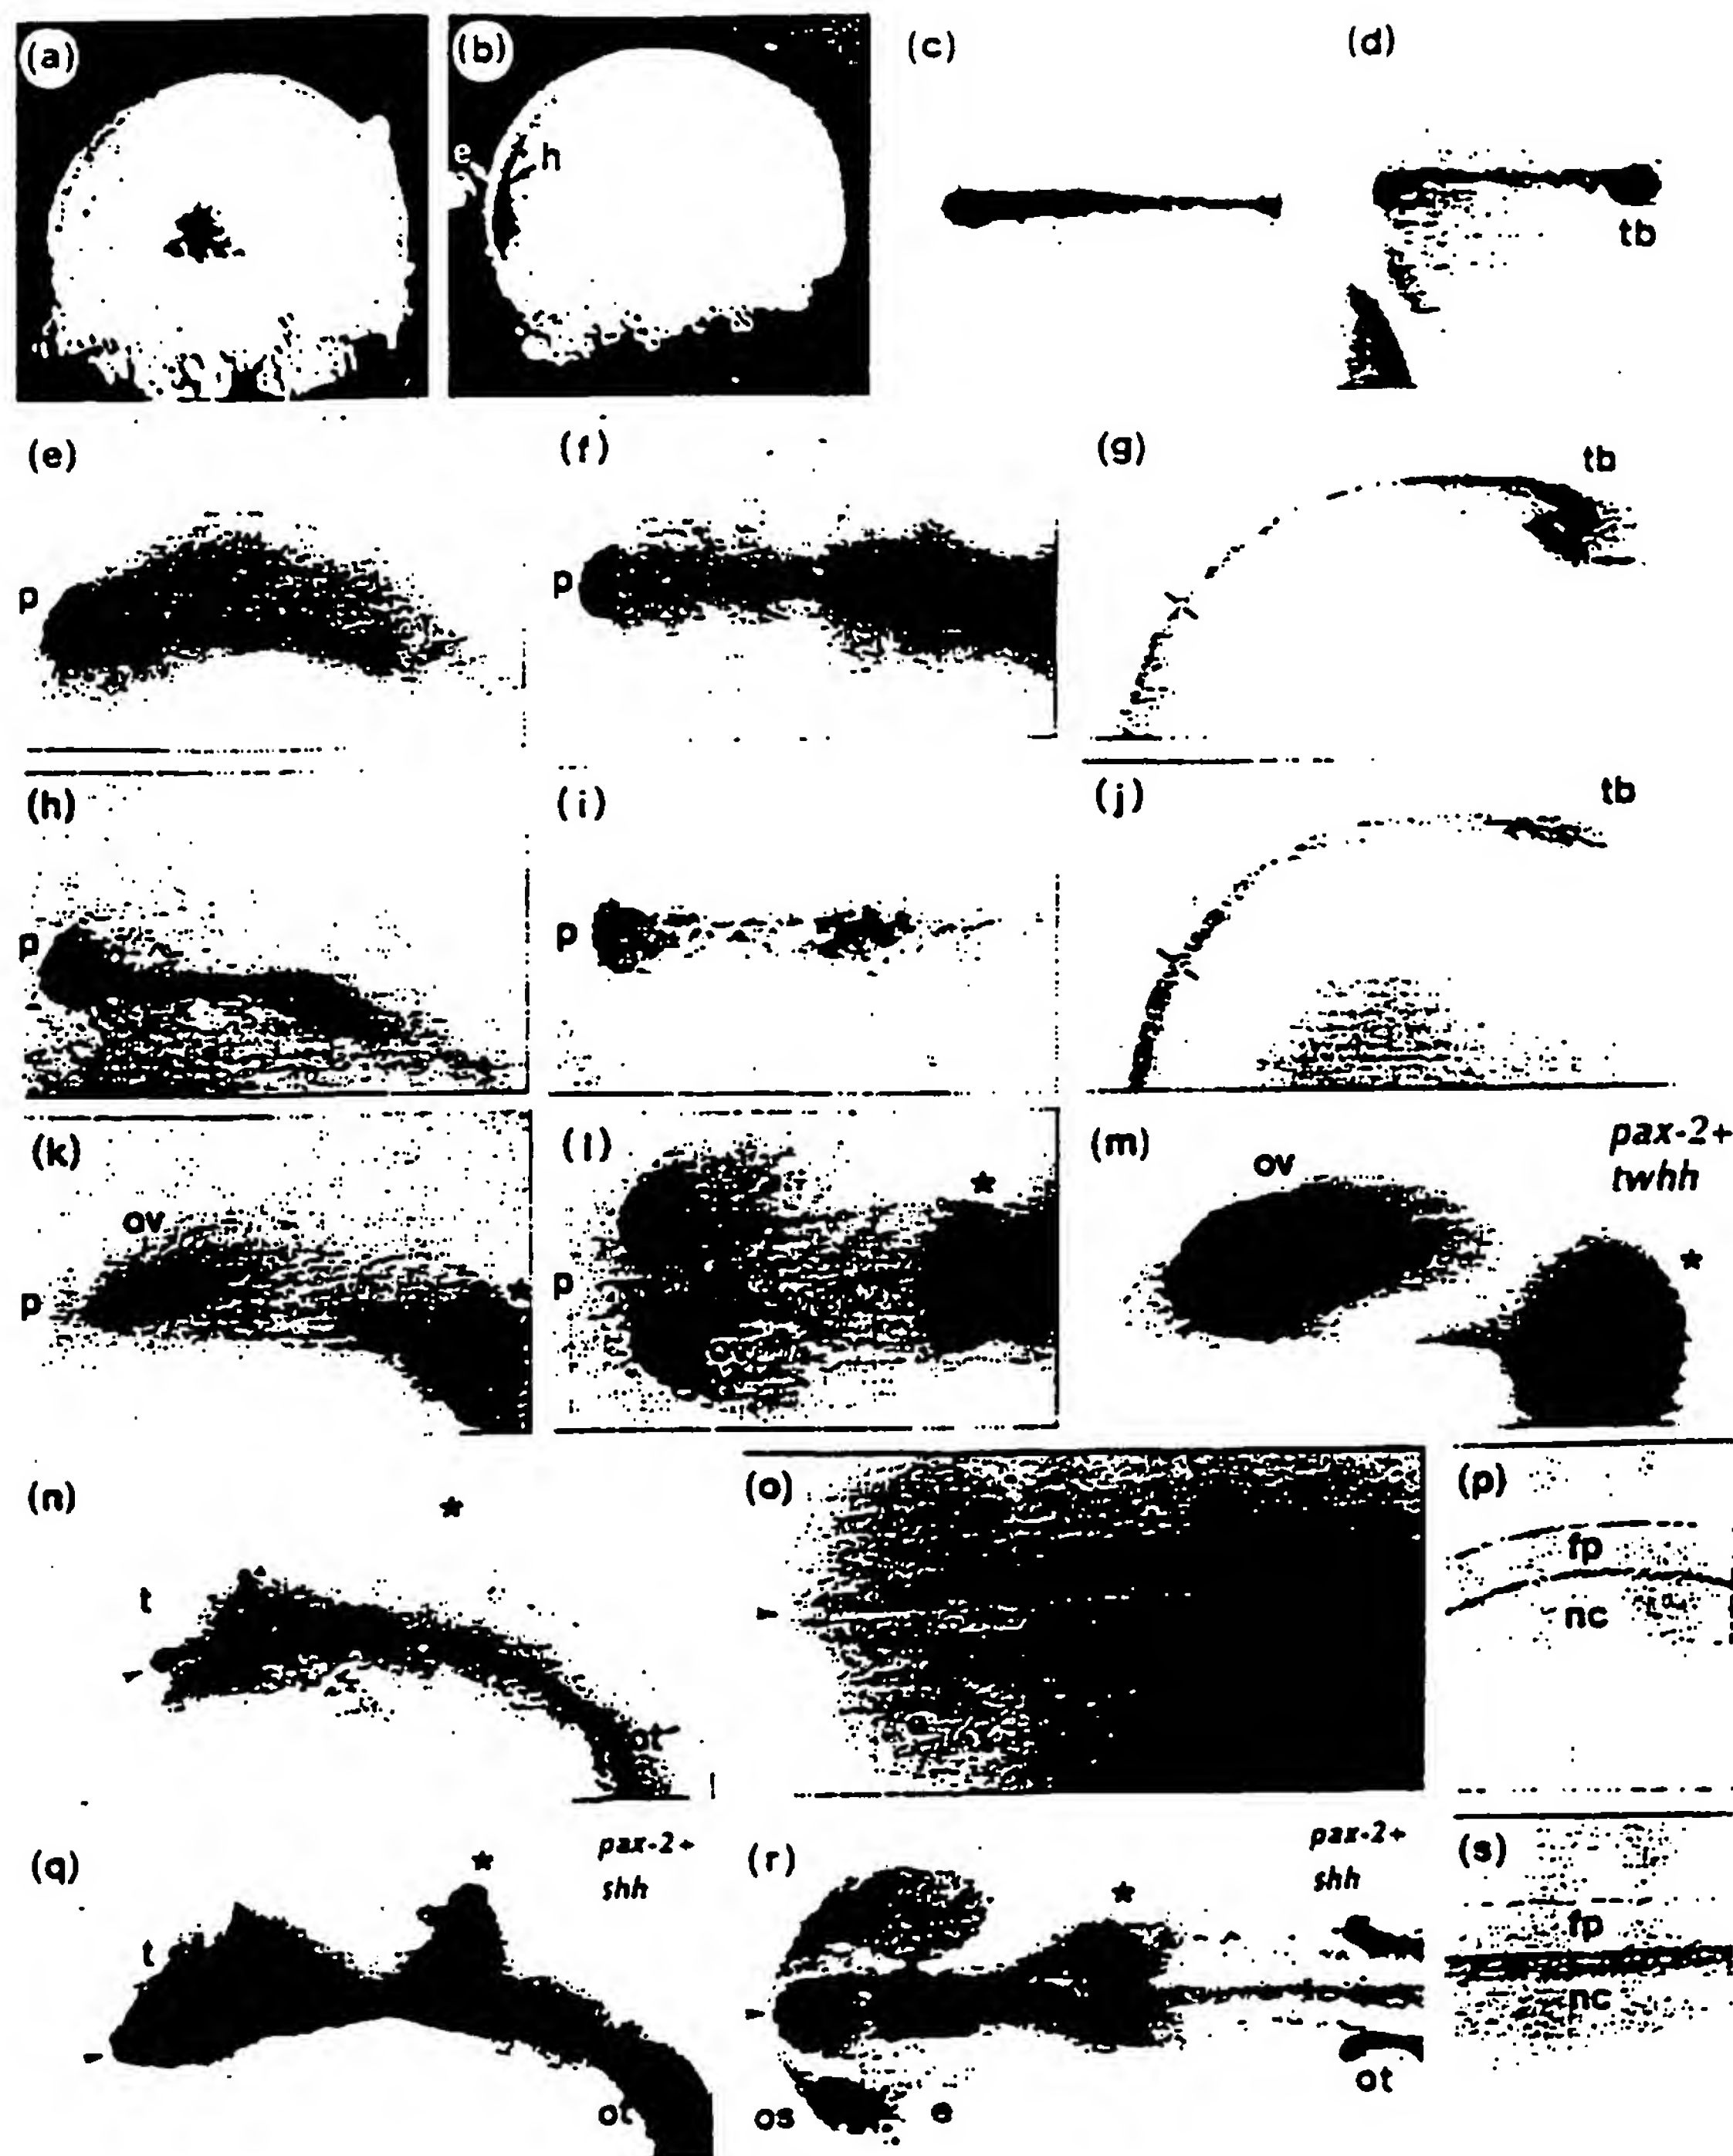 (a) (b) (c) (d)
e h
tb
(e) (f) (g) tb
p p
(h) (i) (j) tb
p p
(k) (l) (m) pax-2+
ov * ov twhh
* *
p p
ov
(n) * (o) (p)
fp
t nc
ot
(q) * pax-2+ (r) pax-2+ (s)
shh * shh
t fp
nc
ot os e ot